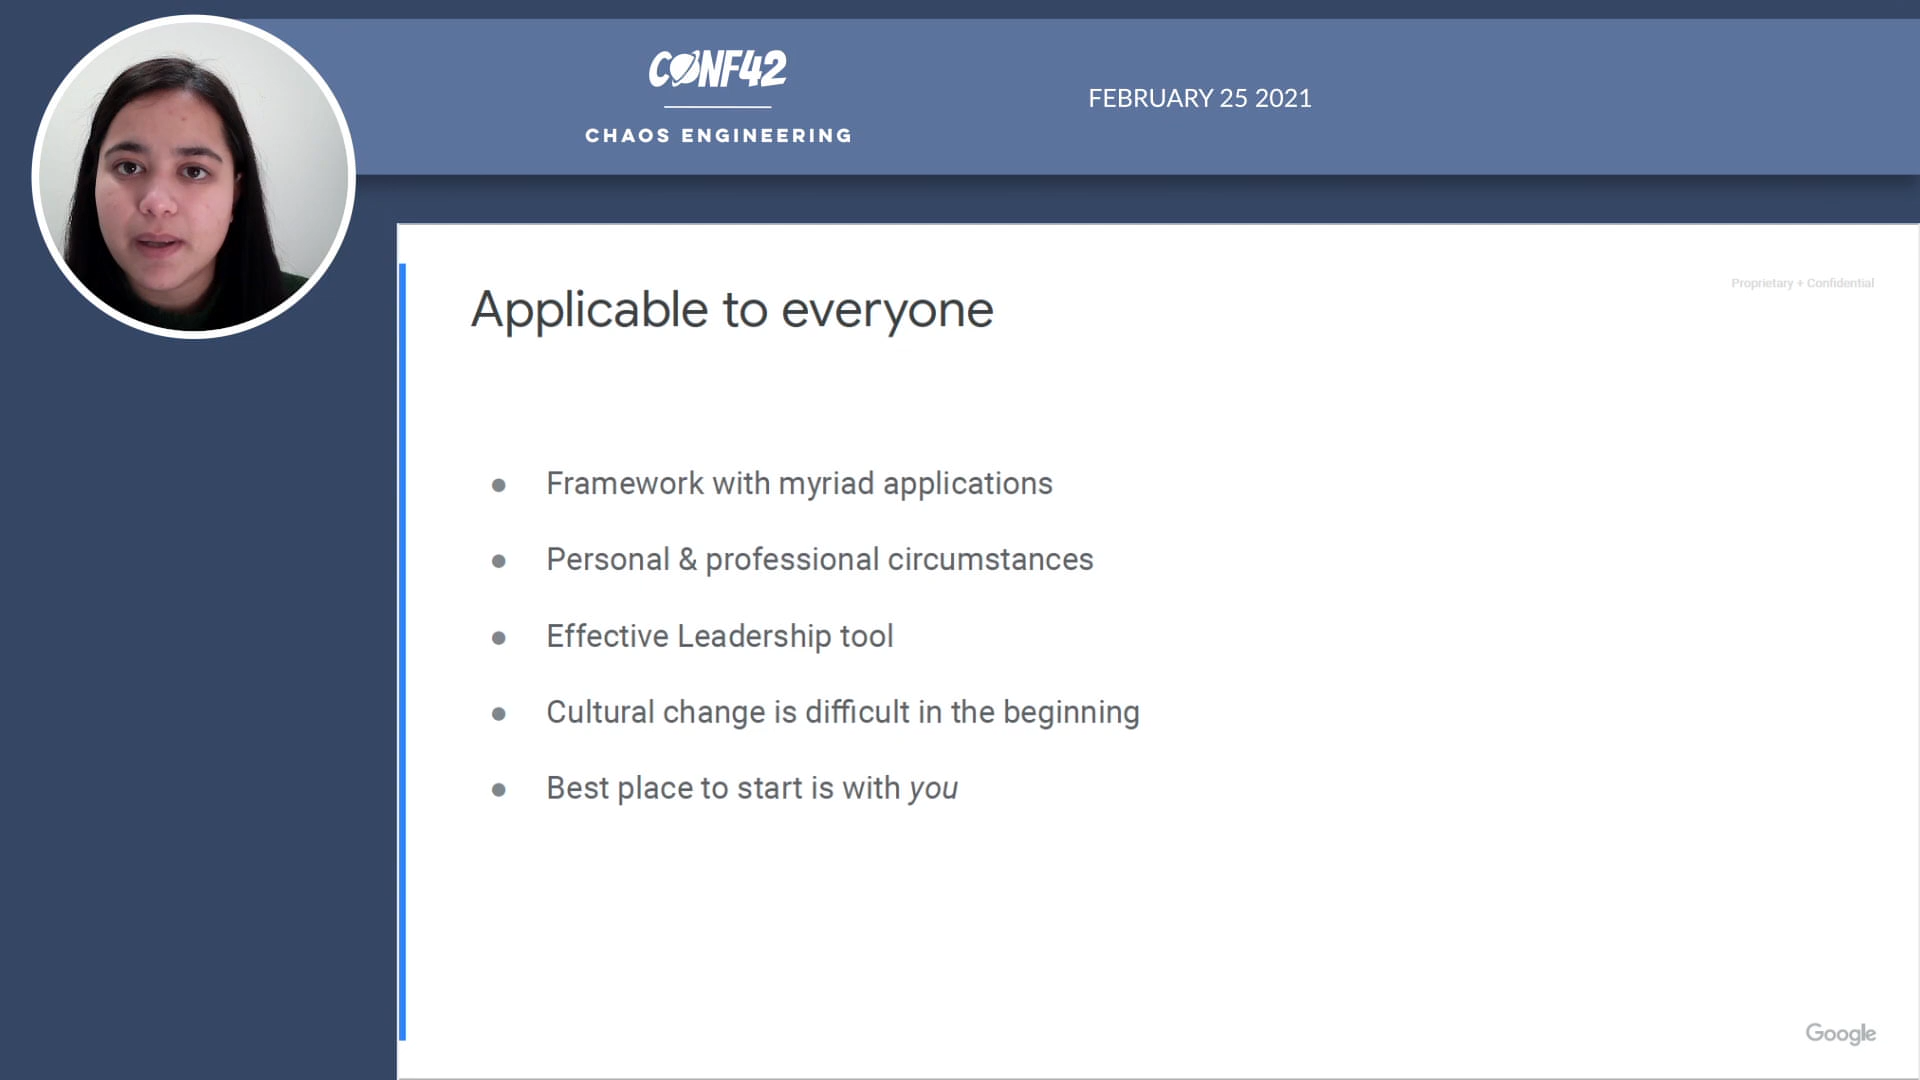 CONF42
CHAOS ENGINEERING
FEBRUARY 25 2021
Proprietary + Confidential
Applicable to everyone
● Framework with myriad applications
● Personal & professional circumstances
● Effective Leadership tool
● Cultural change is difficult in the beginning
● Best place to start is with you
Google